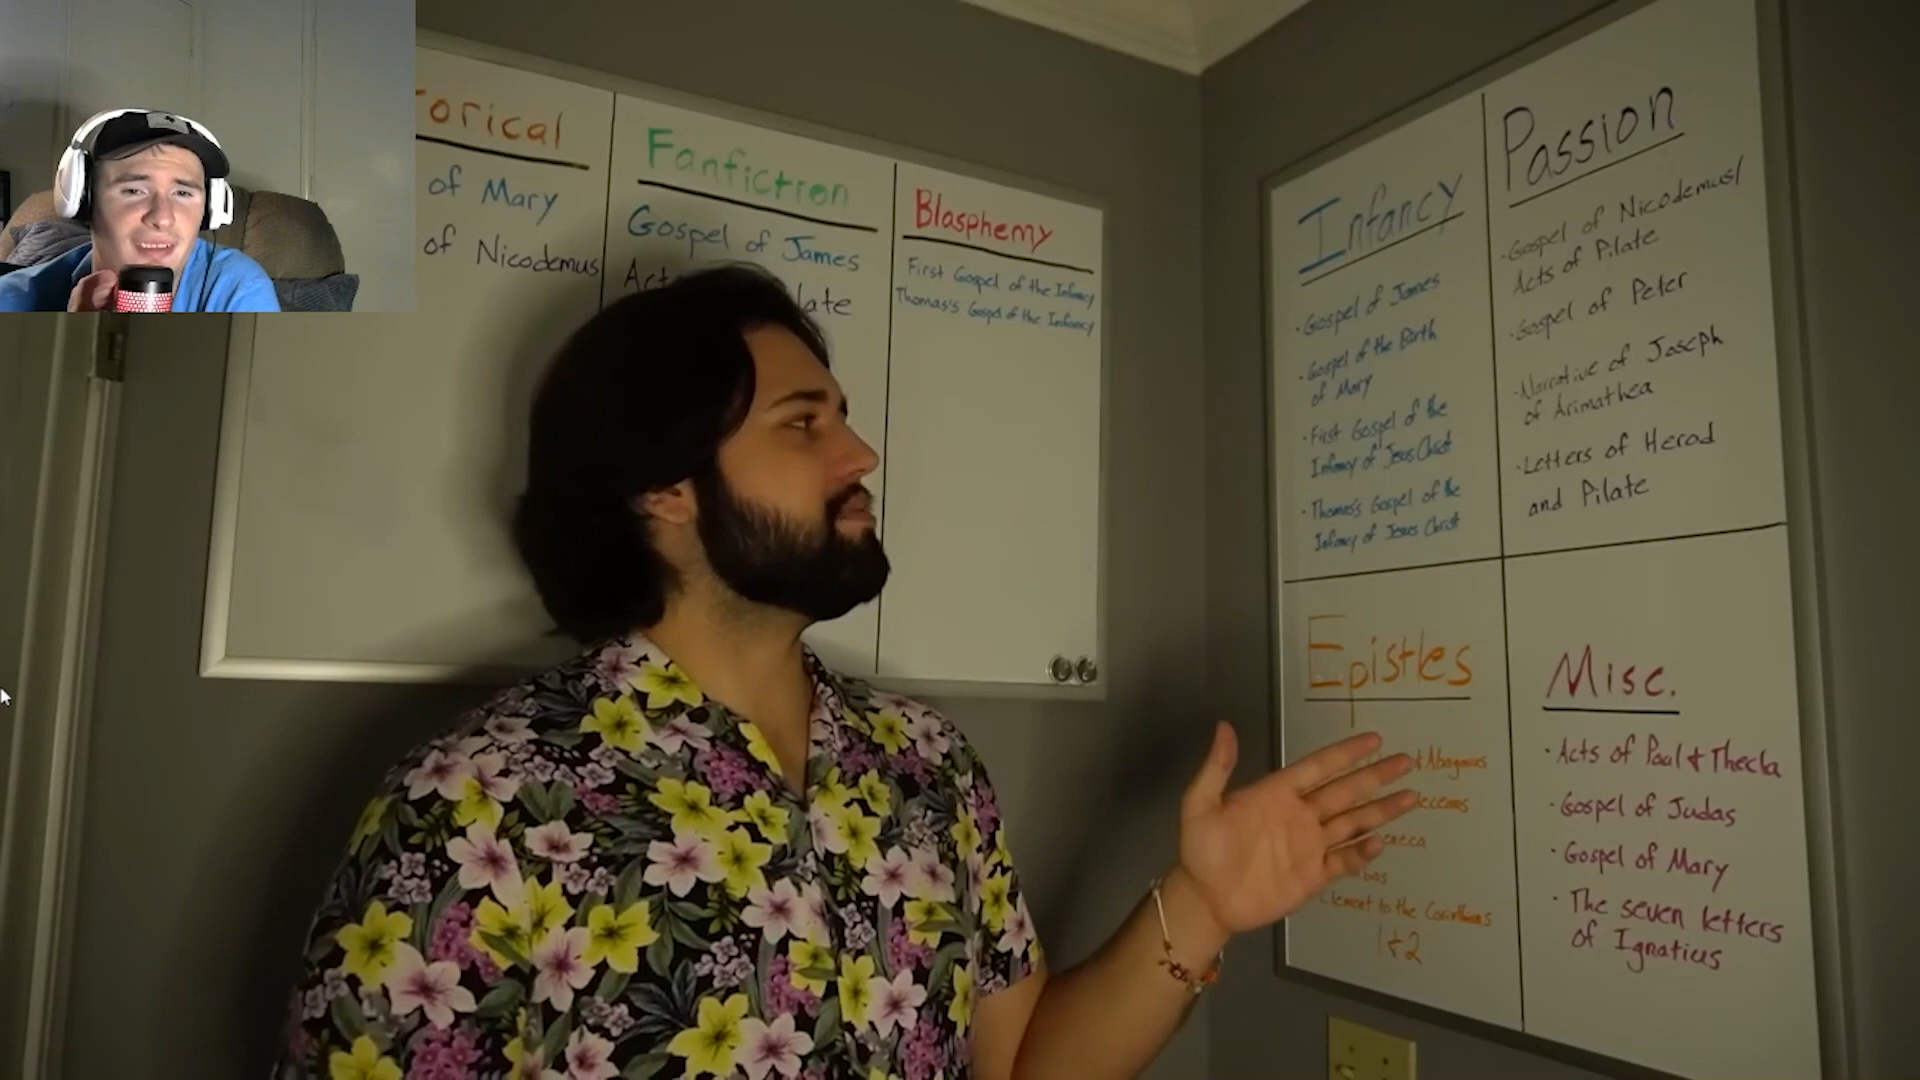 orical
of Mary
of Nicodemus
Fanfiction
Gospel of James
Act
late
Blasphemy
First Gospel of the Infancy
Thomas's Gospel of the Infancy
Infancy
· Gospel of James
· Gospel of the Birth
of Mary
· First Gospel of the
Infancy of Jesus Christ
· Thomas's Gospel of the
Infancy of Jesus Christ
Passion
· Gospel of Nicodemus/
Acts of Pilate
· Gospel of Peter
· Narrative of Joseph
of Arimathea
· Letters of Herod
and Pilate
Epistles
Abgarus
eneca
bas
Clement to the Corinthians
1 & 2
Misc.
· Acts of Paul & Thecla
· Gospel of Judas
· Gospel of Mary
· The seven letters
of Ignatius